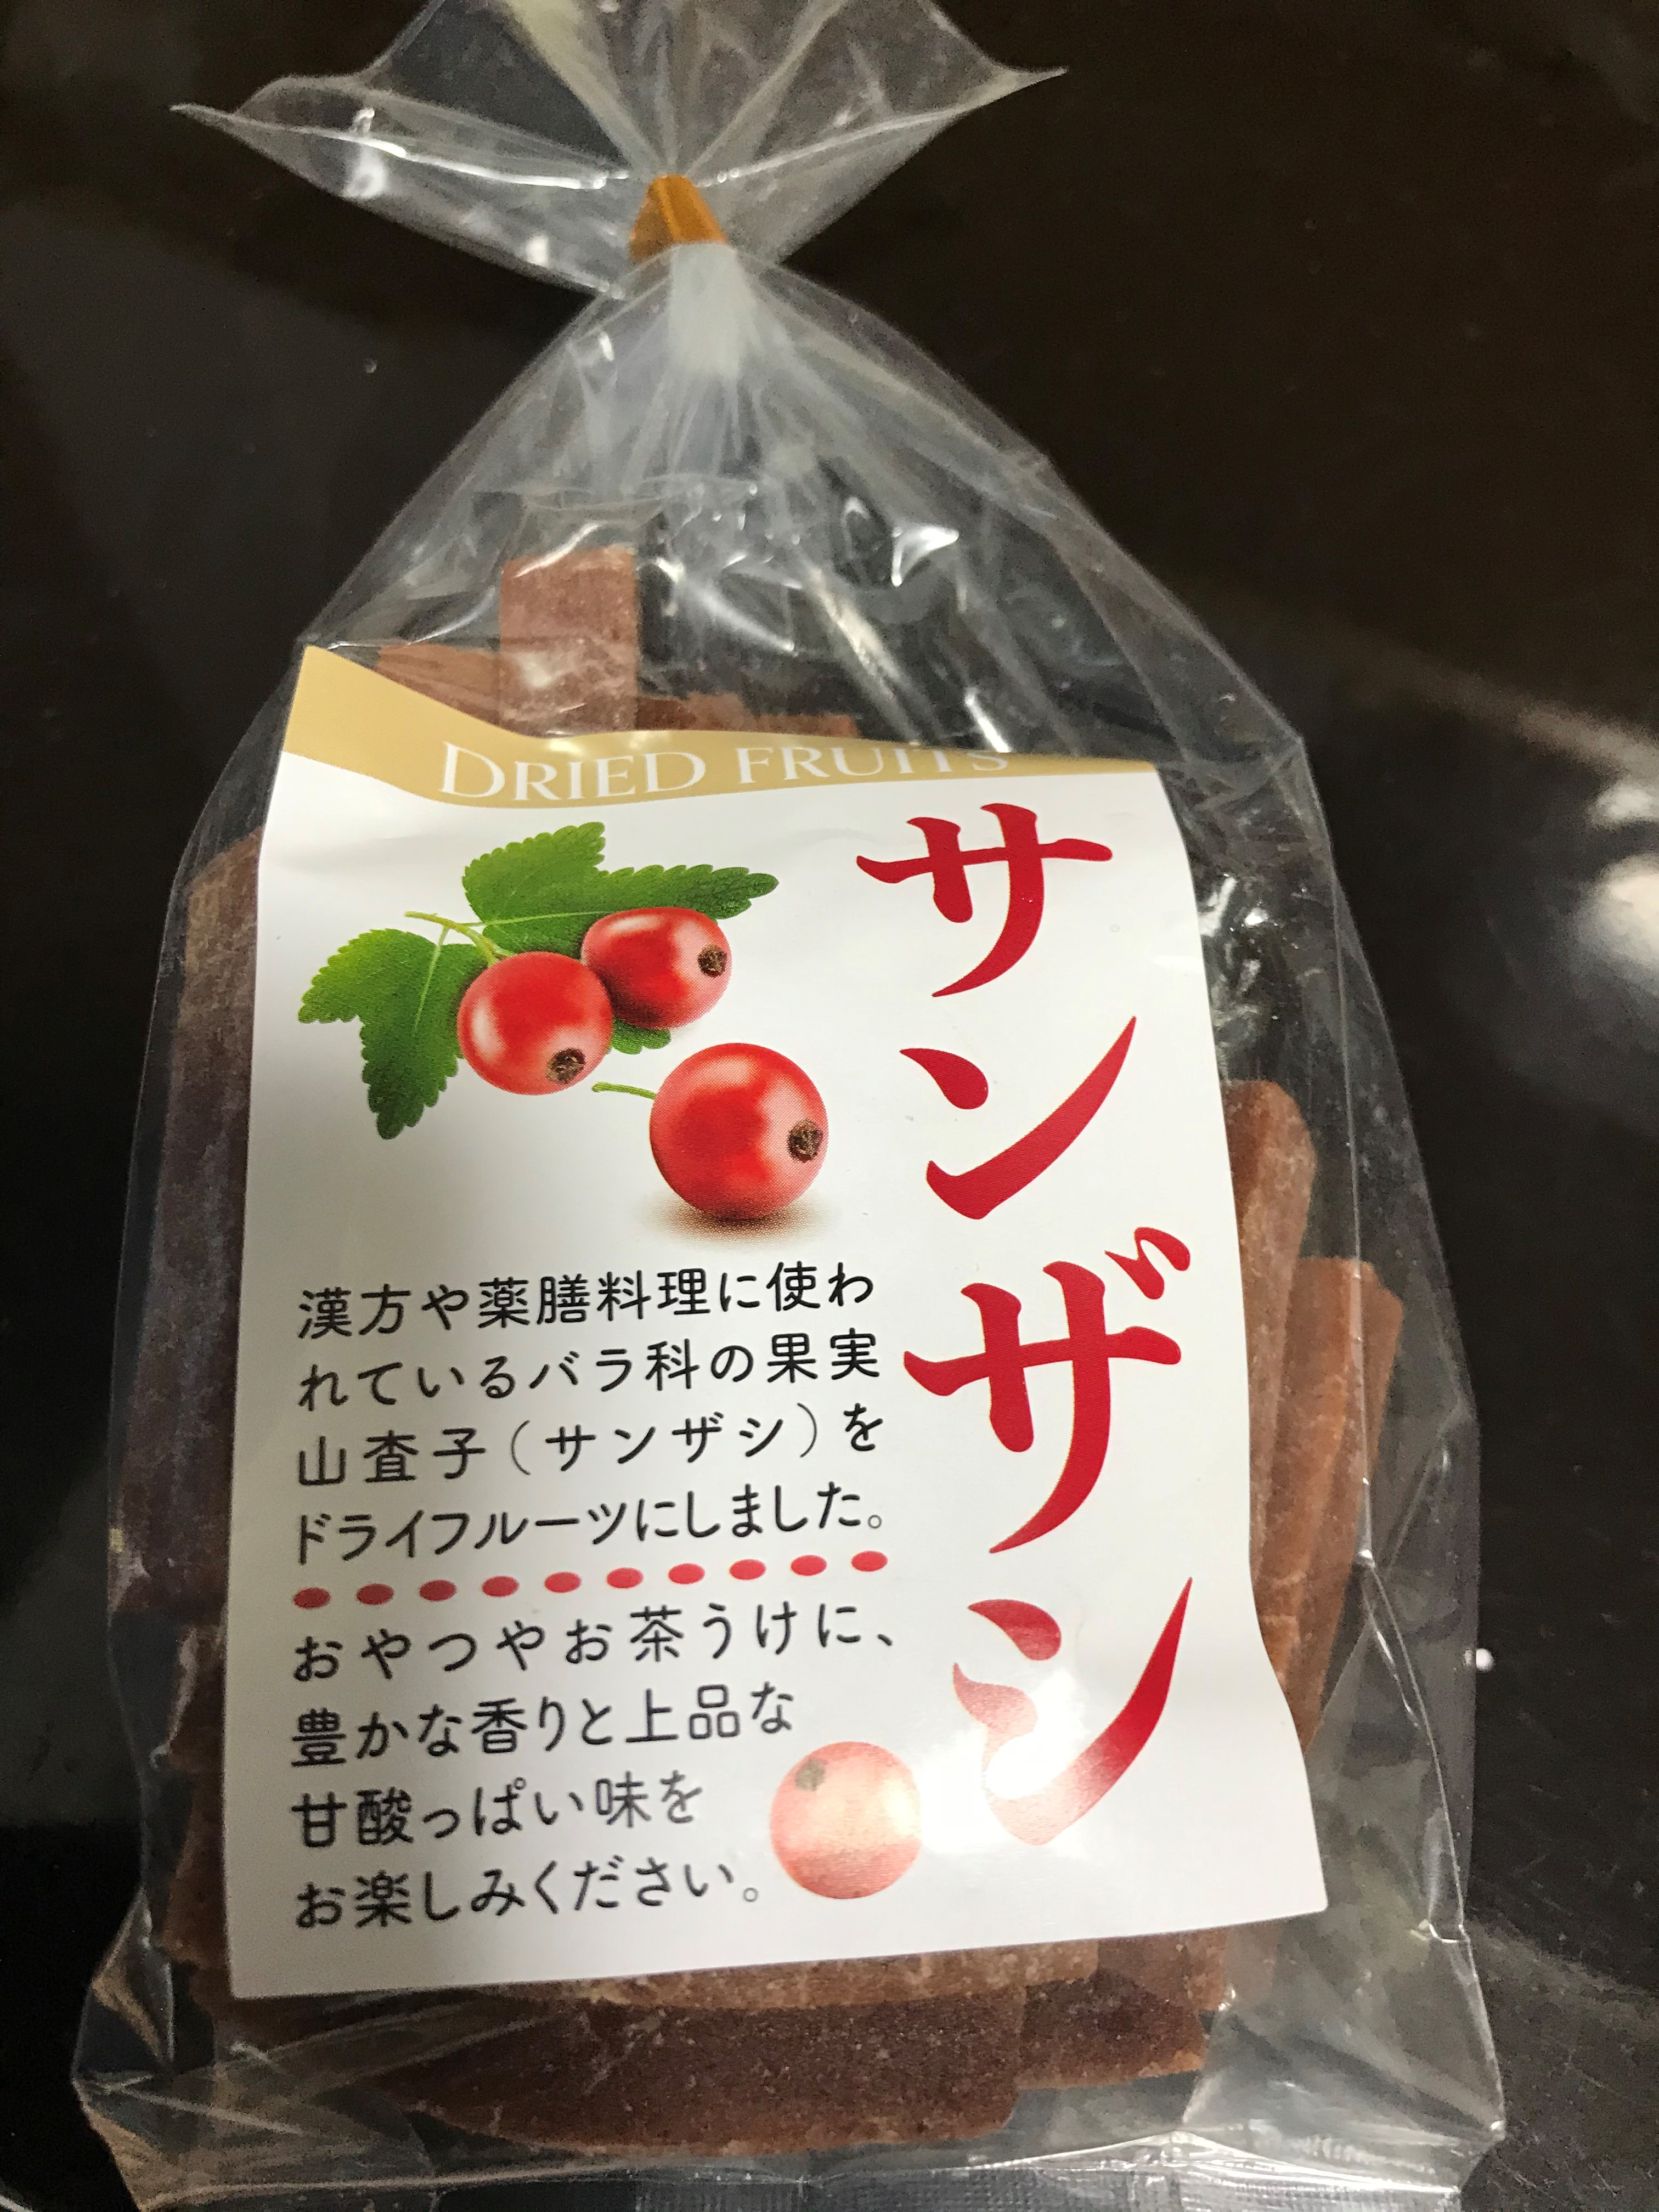 DRIED FRUITS
サンザシ
漢方や薬膳料理に使わ
れているバラ科の果実
山査子（サンザシ）を
ドライフルーツにしました。
おやつやお茶うけに、
豊かな香りと上品な
甘酸っぱい味を
お楽しみください。